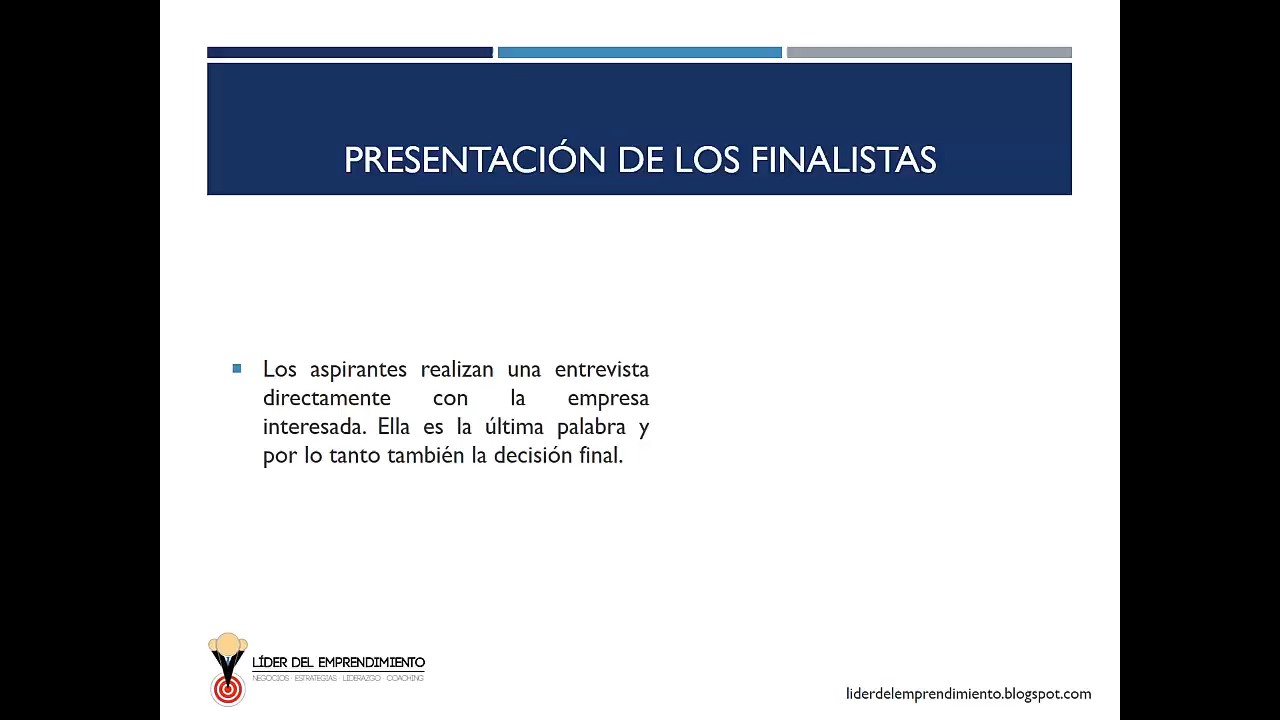 PRESENTACIÓN DE LOS FINALISTAS
Los aspirantes realizan una entrevista
directamente con la empresa
interesada. Ella es la última palabra y
por lo tanto también la decisión final.
LÍDER DEL EMPRENDIMIENTO
NEGOCIOS · ESTRATEGIAS · LIDERAZGO · COACHING
liderdelemprendimiento.blogspot.com